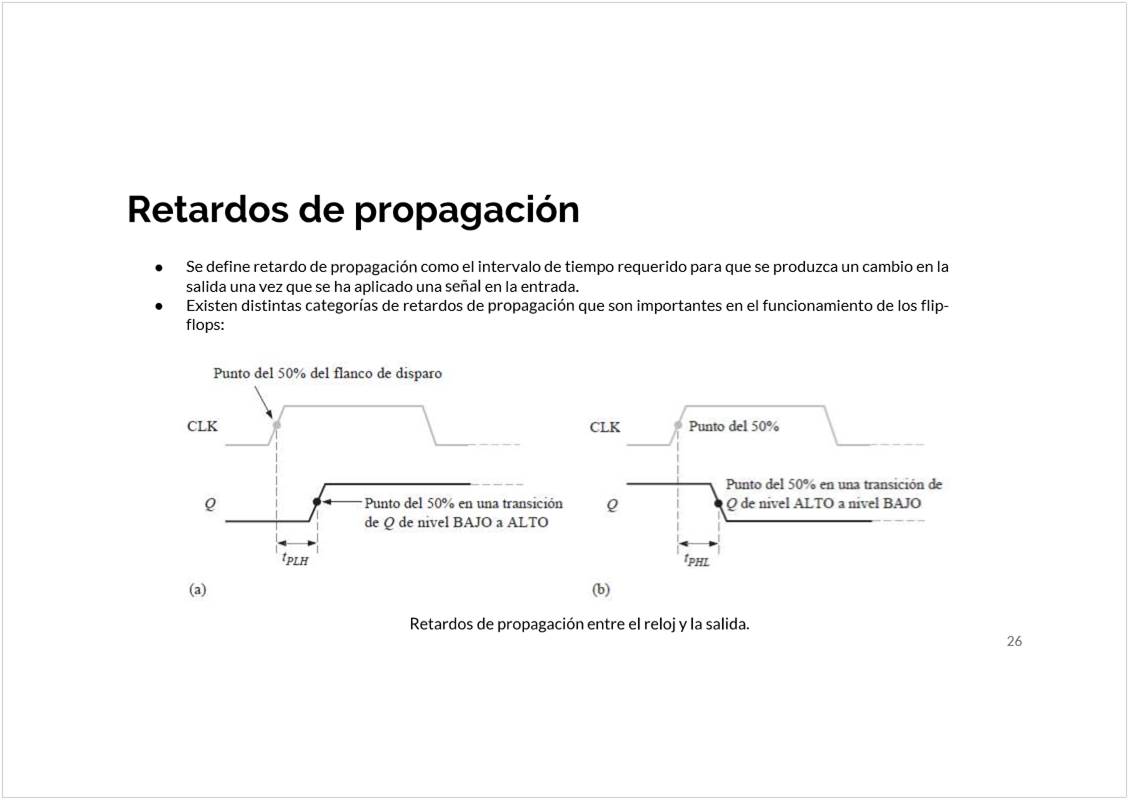 Retardos de propagación
● Se define retardo de propagación como el intervalo de tiempo requerido para que se produzca un cambio en la
salida una vez que se ha aplicado una señal en la entrada.
● Existen distintas categorías de retardos de propagación que son importantes en el funcionamiento de los flip-
flops:
Punto del 50% del flanco de disparo
CLK
Q
Punto del 50% en una transición
de Q de nivel BAJO a ALTO
tPLH
(a)
CLK
Punto del 50%
Q
Punto del 50% en una transición de
Q de nivel ALTO a nivel BAJO
tPHL
(b)
Retardos de propagación entre el reloj y la salida.
26